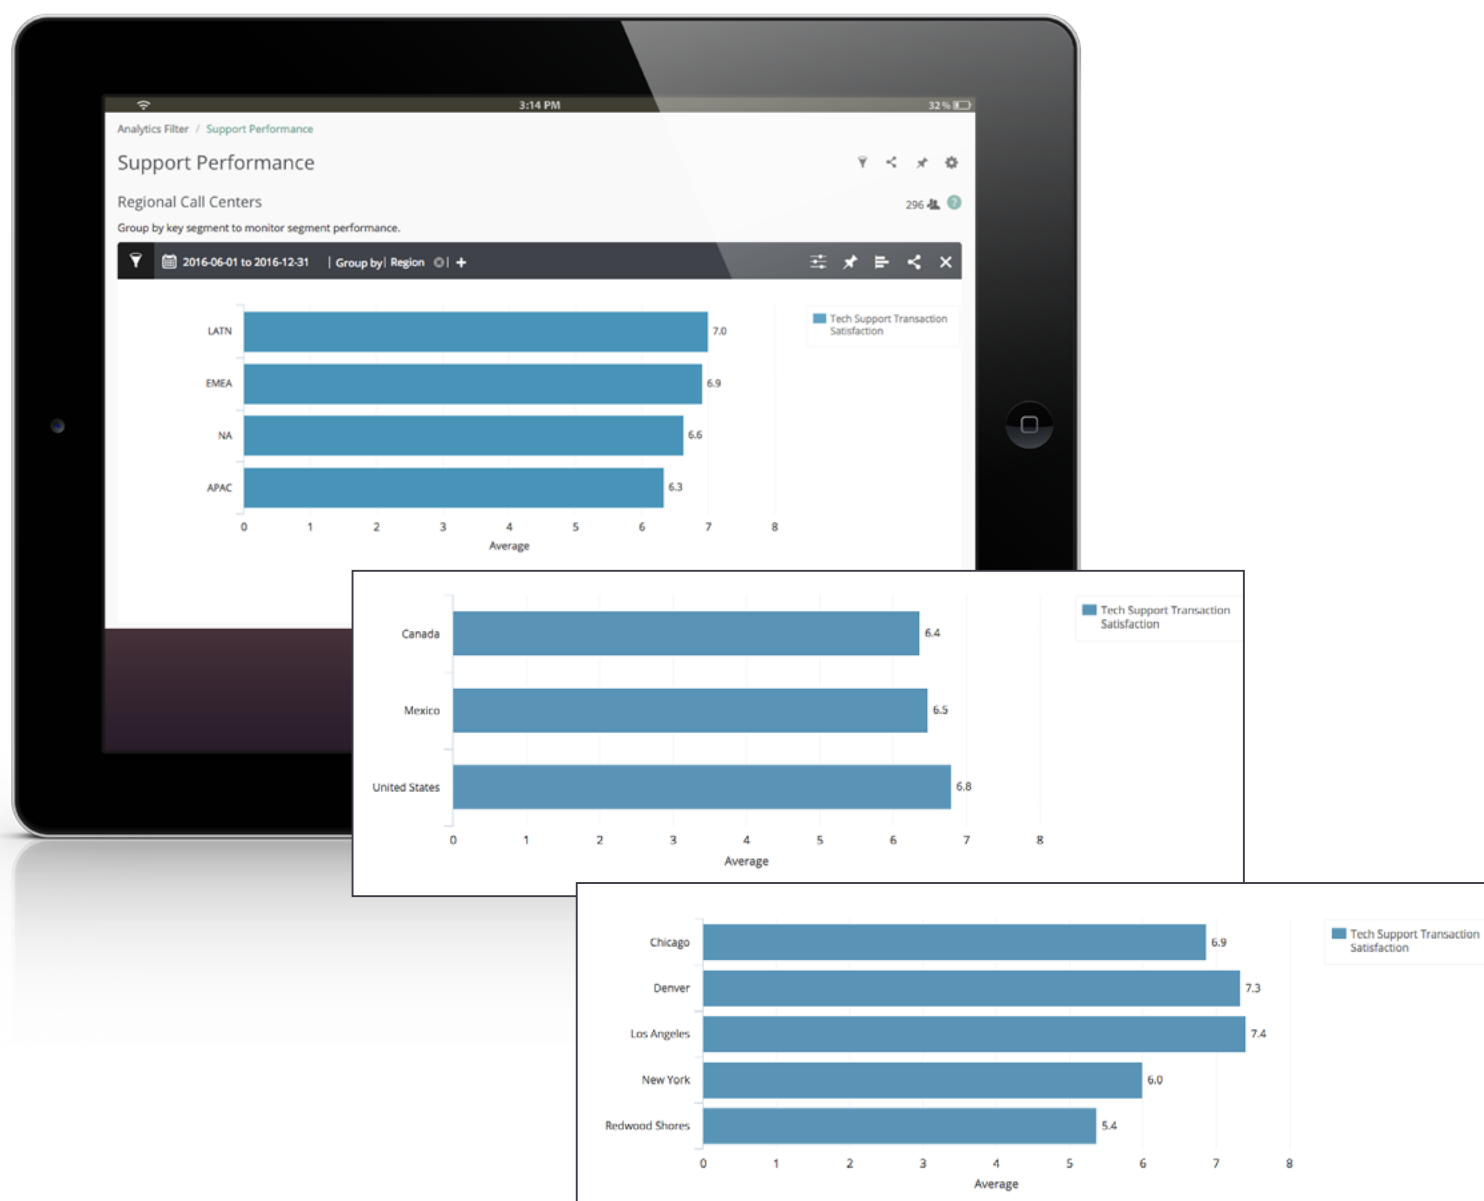 3:14 PM
32 %
Analytics Filter / Support Performance
Support Performance
Regional Call Centers
296
?
Group by key segment to monitor segment performance.
2016-06-01 to 2016-12-31 | Group by | Region | +
LATN
7.0
EMEA
6.9
NA
6.6
APAC
6.3
0 1 2 3 4 5 6 7 8
Average
Tech Support Transaction
Satisfaction
Canada
6.4
Mexico
6.5
United States
6.8
0 1 2 3 4 5 6 7 8
Average
Tech Support Transaction
Satisfaction
Chicago
6.9
Denver
7.3
Los Angeles
7.4
New York
6.0
Redwood Shores
5.4
0 1 2 3 4 5 6 7 8
Average
Tech Support Transaction
Satisfaction